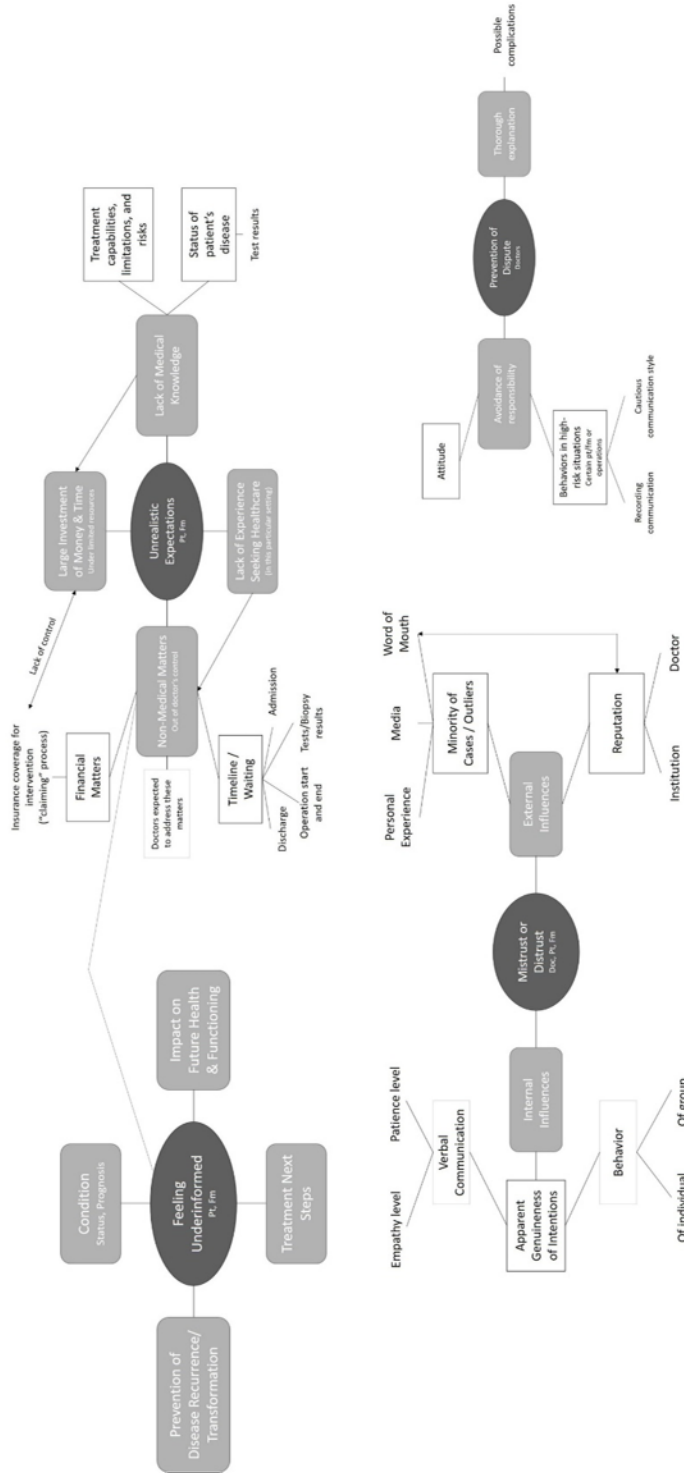 Condition
Status, Prognosis
Prevention of
Disease Recurrence/
Transformation
Feeling
Underinformed
Pt, Fm
Impact on
Future Health
& Functioning
Treatment Next
Steps
Insurance coverage for
intervention
("claiming" process)
Lack of control
Financial
Matters
Large Investment
of Money & Time
Under limited resources
Treatment
capabilities,
limitations, and
risks
Doctors expected
to address these
matters
Non-Medical Matters
Out of doctor's control
Unrealistic
Expectations
Pt, Fm
Lack of Medical
Knowledge
Status of
patient's
disease
Test results
Timeline /
Waiting
Lack of Experience
Seeking Healthcare
(in this particular setting)
Discharge
Admission
Operation start
and end
Tests/Biopsy
results
Empathy level
Patience level
Verbal
Communication
Apparent
Genuineness
of Intentions
Internal
Influences
Behavior
Of individual
Of group
Mistrust or
Distrust
Doc, Pt, Fm
Personal
Experience
Media
Word of
Mouth
Minority of
Cases / Outliers
External
Influences
Reputation
Institution
Doctor
Attitude
Avoidance of
responsibility
Behaviors in high-
risk situations
Certain pt/fm or
operations
Recording
communication
Cautious
communication style
Prevention of
Dispute
Doctors
Thorough
explanation
Possible
complications